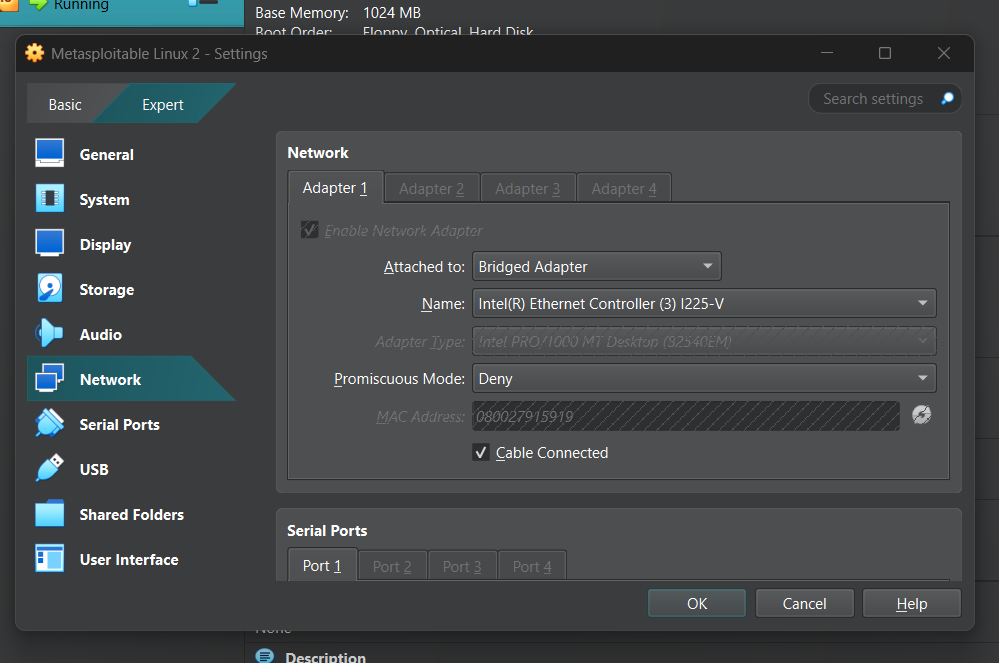 Running
Base Memory: 1024 MB
Boot Order: Floppy, Optical, Hard Disk
Metasploitable Linux 2 - Settings
Basic
Expert
Search settings
General
System
Display
Storage
Audio
Network
Serial Ports
USB
Shared Folders
User Interface
Network
Adapter 1
Adapter 2
Adapter 3
Adapter 4
Enable Network Adapter
Attached to: Bridged Adapter
Name: Intel(R) Ethernet Controller (3) I225-V
Adapter Type: Intel PRO/1000 MT Desktop (82540EM)
Promiscuous Mode: Deny
MAC Address: 080027915919
Cable Connected
Serial Ports
Port 1
Port 2
Port 3
Port 4
OK
Cancel
Help
None
Description